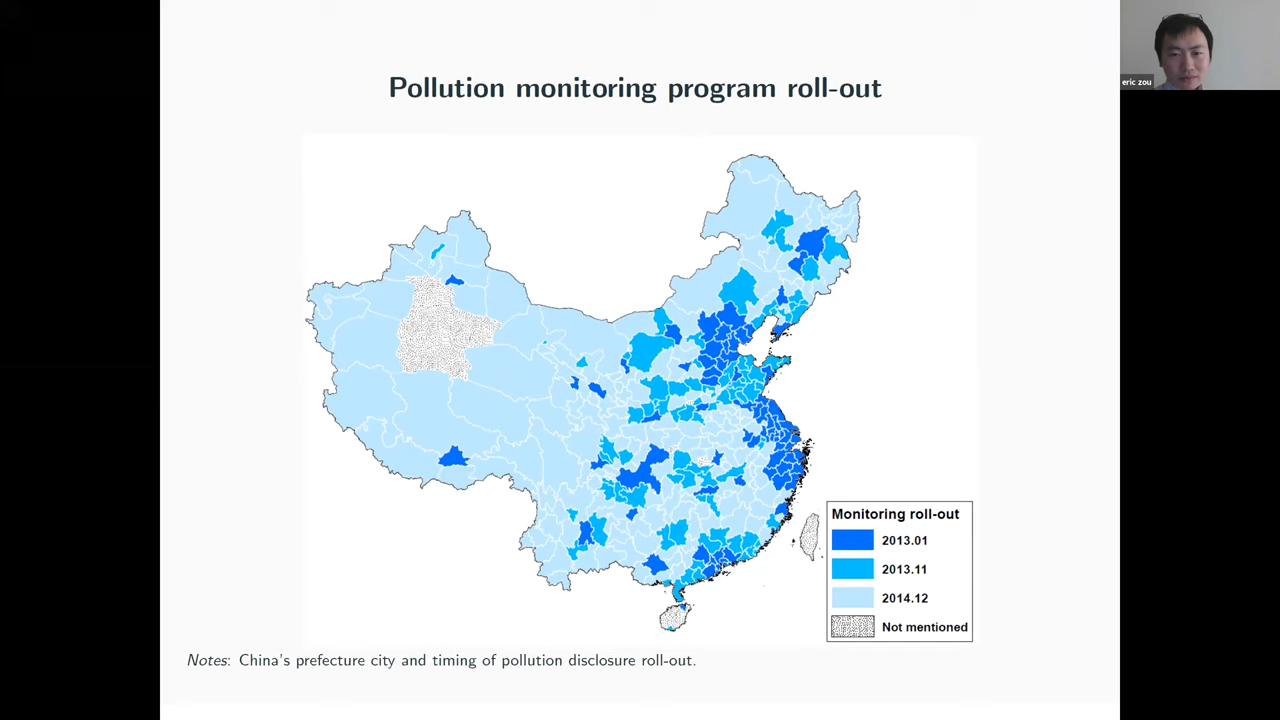 Pollution monitoring program roll-out
eric zou
Monitoring roll-out
2013.01
2013.11
2014.12
Not mentioned
Notes: China's prefecture city and timing of pollution disclosure roll-out.